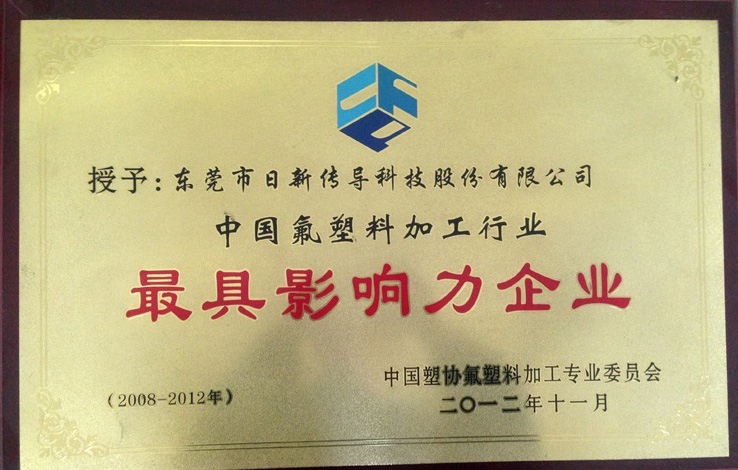 授予：东莞市日新传导科技股份有限公司
中国氟塑料加工行业
最具影响力企业
中国塑协氟塑料加工专业委员会
（2008-2012年）
二〇一二年十一月